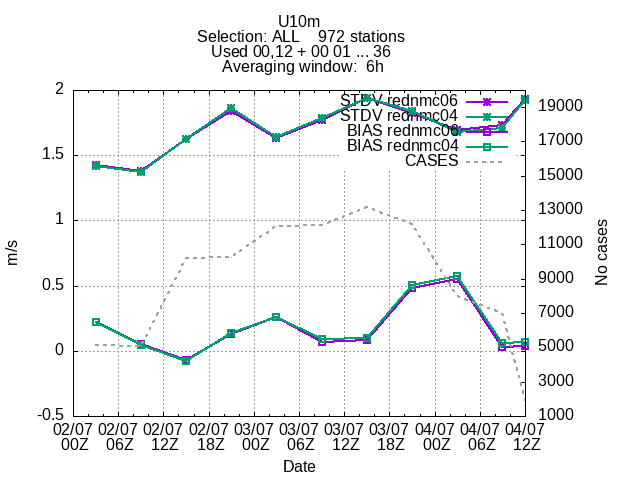 U10m
Selection: ALL    972 stations
Used 00,12 + 00 01 ... 36
Averaging window:  6h
STDV rednmc06
STDV rednmc04
BIAS rednmc06
BIAS rednmc04
CASES
2
1.5
1
0.5
0
-0.5
m/s
19000
17000
15000
13000
11000
9000
7000
5000
3000
1000
No cases
02/07 02/07 02/07 02/07 03/07 03/07 03/07 03/07 04/07 04/07 04/07
00Z 06Z 12Z 18Z 00Z 06Z 12Z 18Z 00Z 06Z 12Z
Date